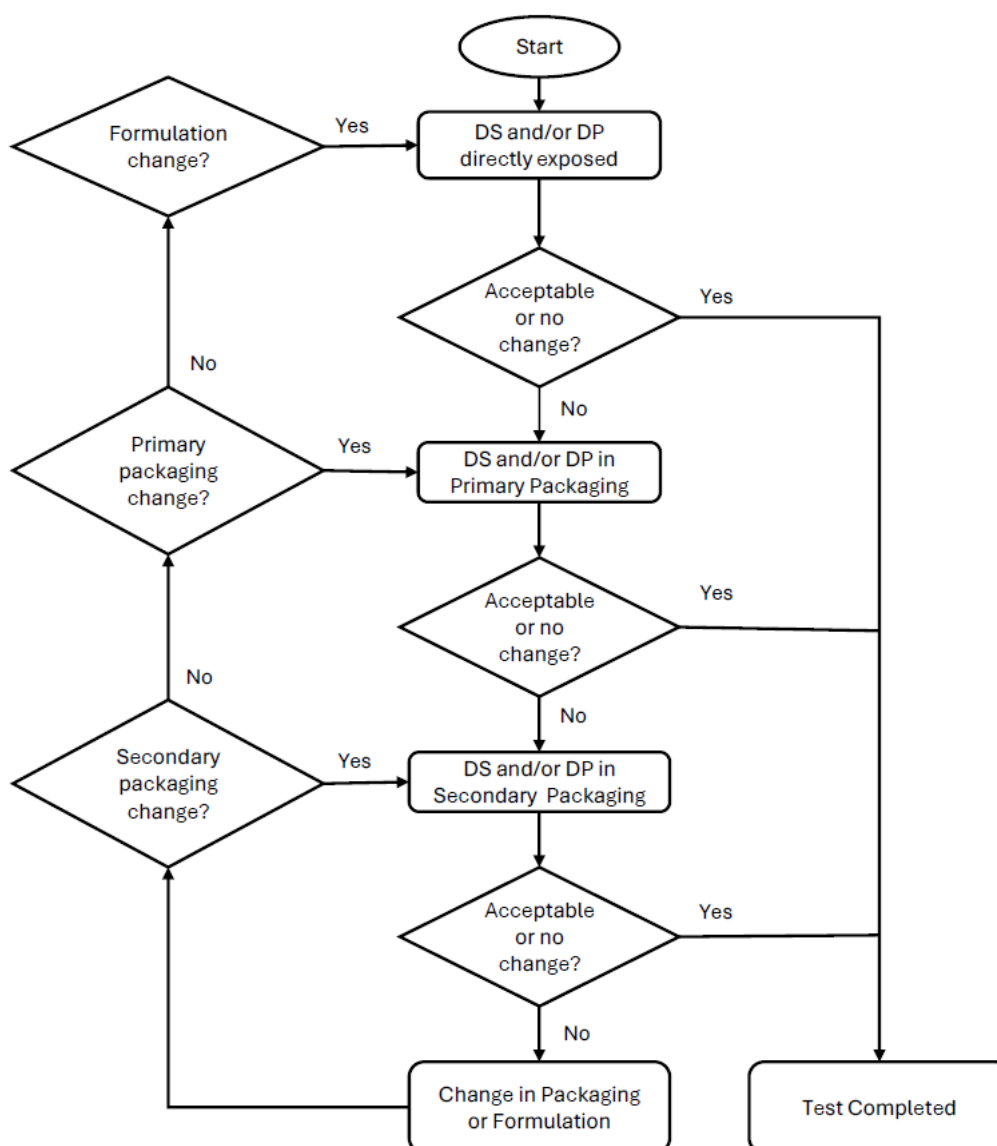 Start
Formulation
change?
Yes
DS and/or DP
directly exposed
Acceptable
or no
change?
Yes
No
No
Primary
packaging
change?
Yes
DS and/or DP in
Primary Packaging
Acceptable
or no
change?
Yes
No
No
Secondary
packaging
change?
Yes
DS and/or DP in
Secondary Packaging
Acceptable
or no
change?
Yes
No
Change in Packaging
or Formulation
Test Completed